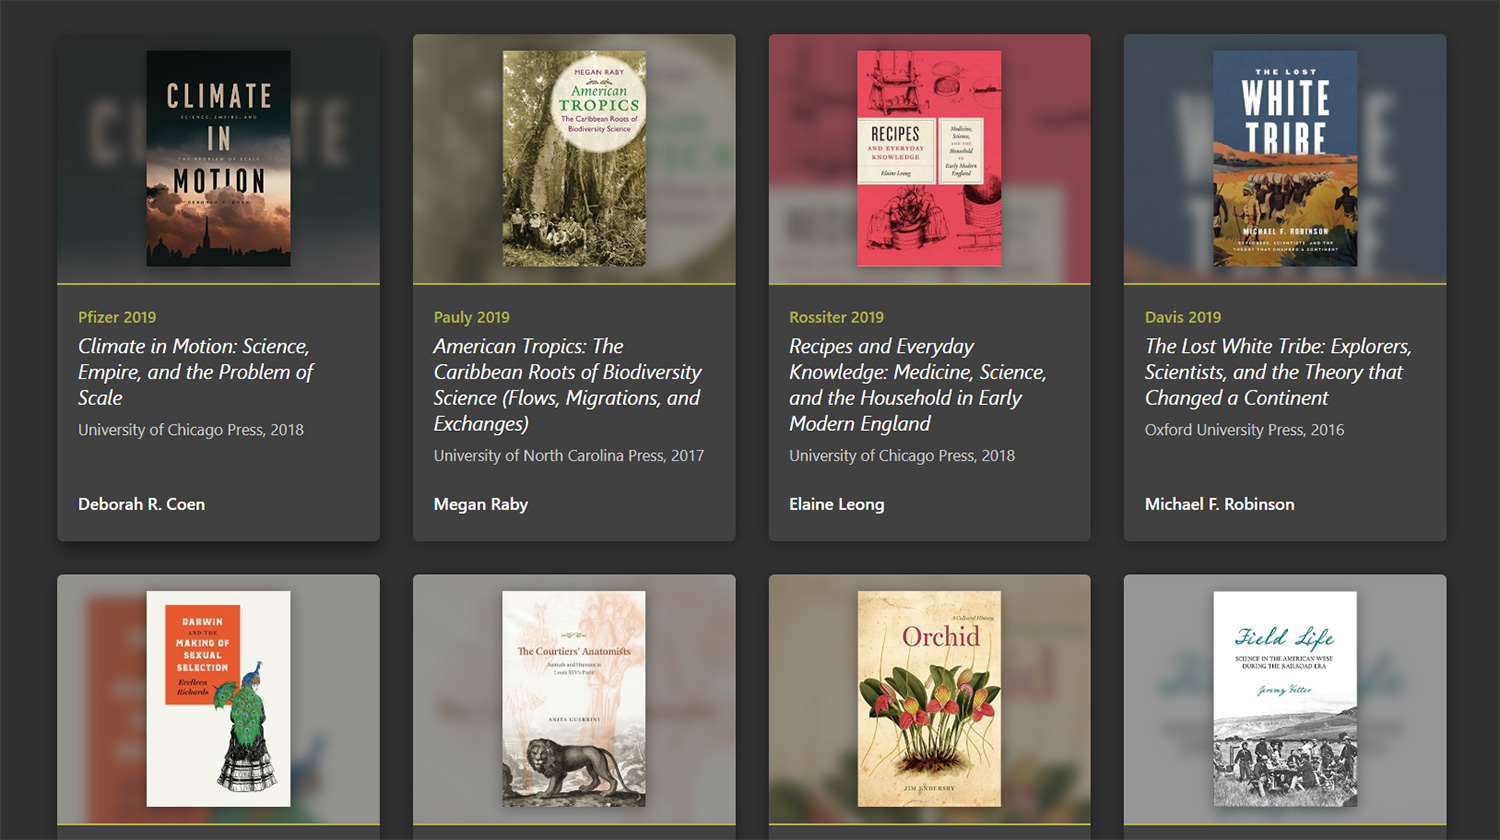 CLIMATE
SCIENCE, EMPIRE, AND
IN
THE PROBLEM OF SCALE
MOTION
DEBORAH R. COEN
Pfizer 2019
Climate in Motion: Science,
Empire, and the Problem of
Scale
University of Chicago Press, 2018
Deborah R. Coen
MEGAN RABY
American
TROPICS
The Caribbean Roots of
Biodiversity Science
Pauly 2019
American Tropics: The
Caribbean Roots of Biodiversity
Science (Flows, Migrations, and
Exchanges)
University of North Carolina Press, 2017
Megan Raby
RECIPES
AND EVERYDAY
KNOWLEDGE
Elaine Leong
Medicine,
Science,
AND THE
Household
IN
Early Modern
England
Rossiter 2019
Recipes and Everyday
Knowledge: Medicine, Science,
and the Household in Early
Modern England
University of Chicago Press, 2018
Elaine Leong
THE LOST
WHITE
TRIBE
MICHAEL F. ROBINSON
EXPLORERS, SCIENTISTS, AND THE
THEORY THAT CHANGED A CONTINENT
Davis 2019
The Lost White Tribe: Explorers,
Scientists, and the Theory that
Changed a Continent
Oxford University Press, 2016
Michael F. Robinson
DARWIN
AND THE
MAKING OF
SEXUAL
SELECTION
Evelleen
Richards
The Courtiers' Anatomists
Animals and Humans in
Louis XIV's Paris
ANITA GUERRINI
A Cultural History
Orchid
JIM ENDERSBY
Field Life
SCIENCE IN THE AMERICAN WEST
DURING THE RAILROAD ERA
Jeremy Vetter